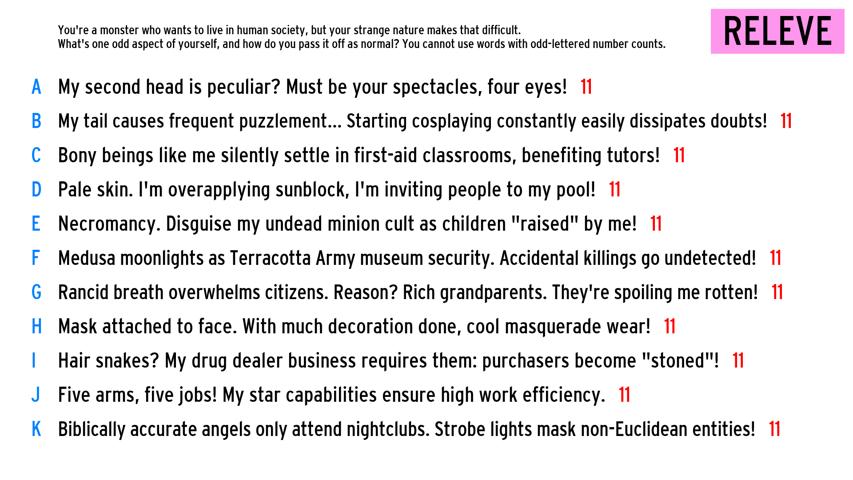 You're a monster who wants to live in human society, but your strange nature makes that difficult.
What's one odd aspect of yourself, and how do you pass it off as normal? You cannot use words with odd-lettered number counts.
RELEVE
A My second head is peculiar? Must be your spectacles, four eyes! 11
B My tail causes frequent puzzlement... Starting cosplaying constantly easily dissipates doubts! 11
C Bony beings like me silently settle in first-aid classrooms, benefiting tutors! 11
D Pale skin. I'm overapplying sunblock, I'm inviting people to my pool! 11
E Necromancy. Disguise my undead minion cult as children "raised" by me! 11
F Medusa moonlights as Terracotta Army museum security. Accidental killings go undetected! 11
G Rancid breath overwhelms citizens. Reason? Rich grandparents. They're spoiling me rotten! 11
H Mask attached to face. With much decoration done, cool masquerade wear! 11
I Hair snakes? My drug dealer business requires them: purchasers become "stoned"! 11
J Five arms, five jobs! My star capabilities ensure high work efficiency. 11
K Biblically accurate angels only attend nightclubs. Strobe lights mask non-Euclidean entities! 11